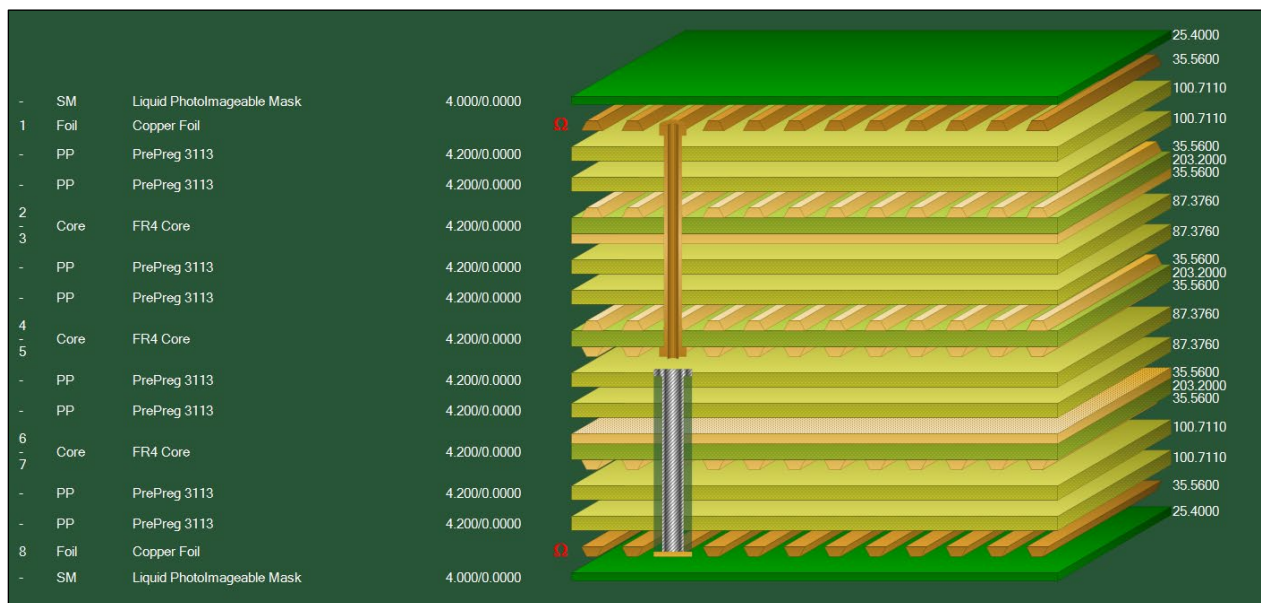 25.4000
35.5600
- SM Liquid PhotoImageable Mask 4.000/0.0000 100.7110
1 Foil Copper Foil Ω 100.7110
- PP PrePreg 3113 4.200/0.0000 35.5600
203.2000
- PP PrePreg 3113 4.200/0.0000 35.5600
2 - 3 Core FR4 Core 4.200/0.0000 87.3760
87.3760
- PP PrePreg 3113 4.200/0.0000 35.5600
203.2000
- PP PrePreg 3113 4.200/0.0000 35.5600
4 - 5 Core FR4 Core 4.200/0.0000 87.3760
87.3760
- PP PrePreg 3113 4.200/0.0000 35.5600
203.2000
- PP PrePreg 3113 4.200/0.0000 35.5600
6 - 7 Core FR4 Core 4.200/0.0000 100.7110
100.7110
- PP PrePreg 3113 4.200/0.0000 35.5600
- PP PrePreg 3113 4.200/0.0000 25.4000
8 Foil Copper Foil Ω
- SM Liquid PhotoImageable Mask 4.000/0.0000